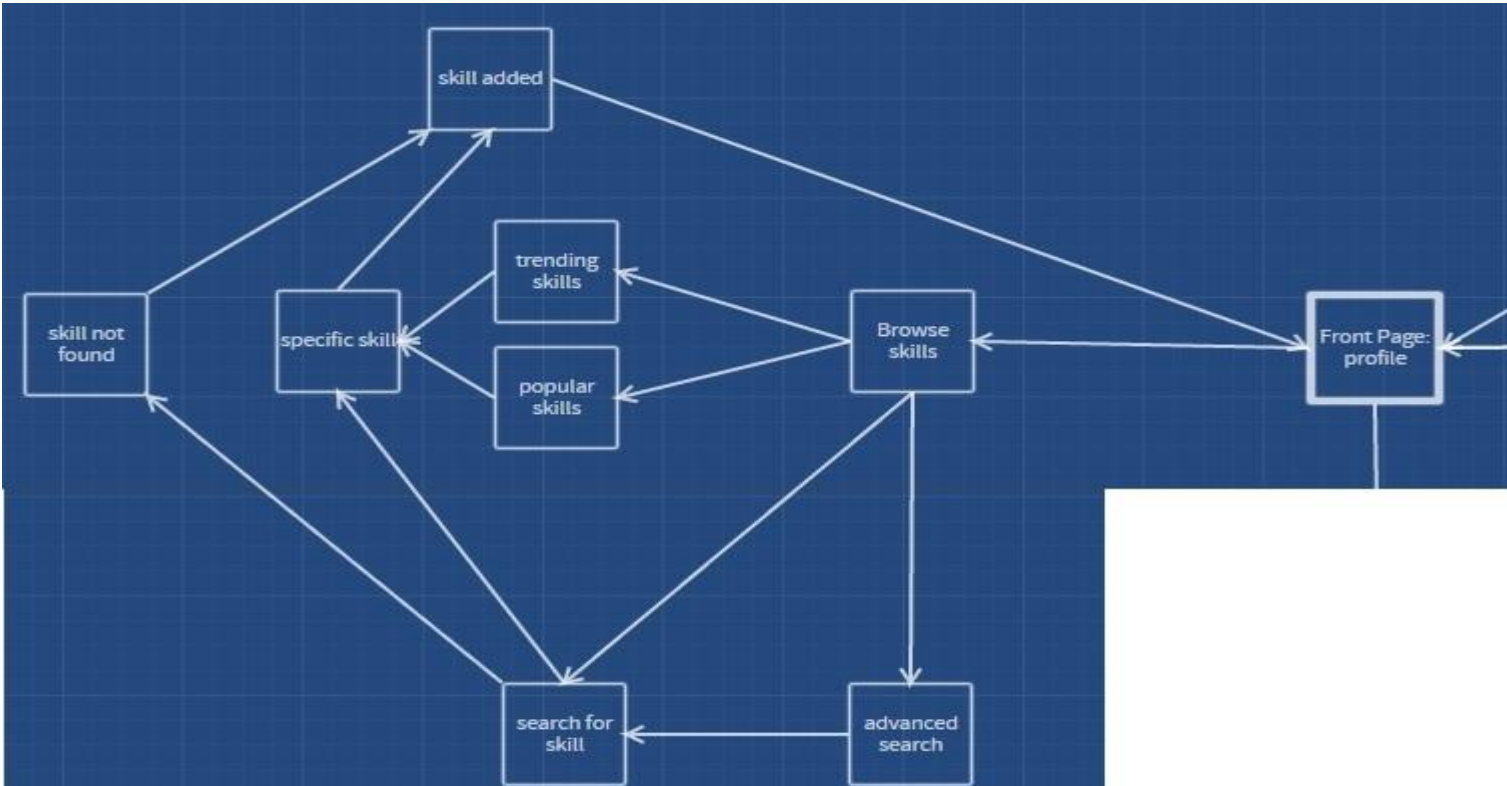 skill added
trending
skills
skill not
found
specific skill
popular
skills
Browse
skills
Front Page:
profile
search for
skill
advanced
search